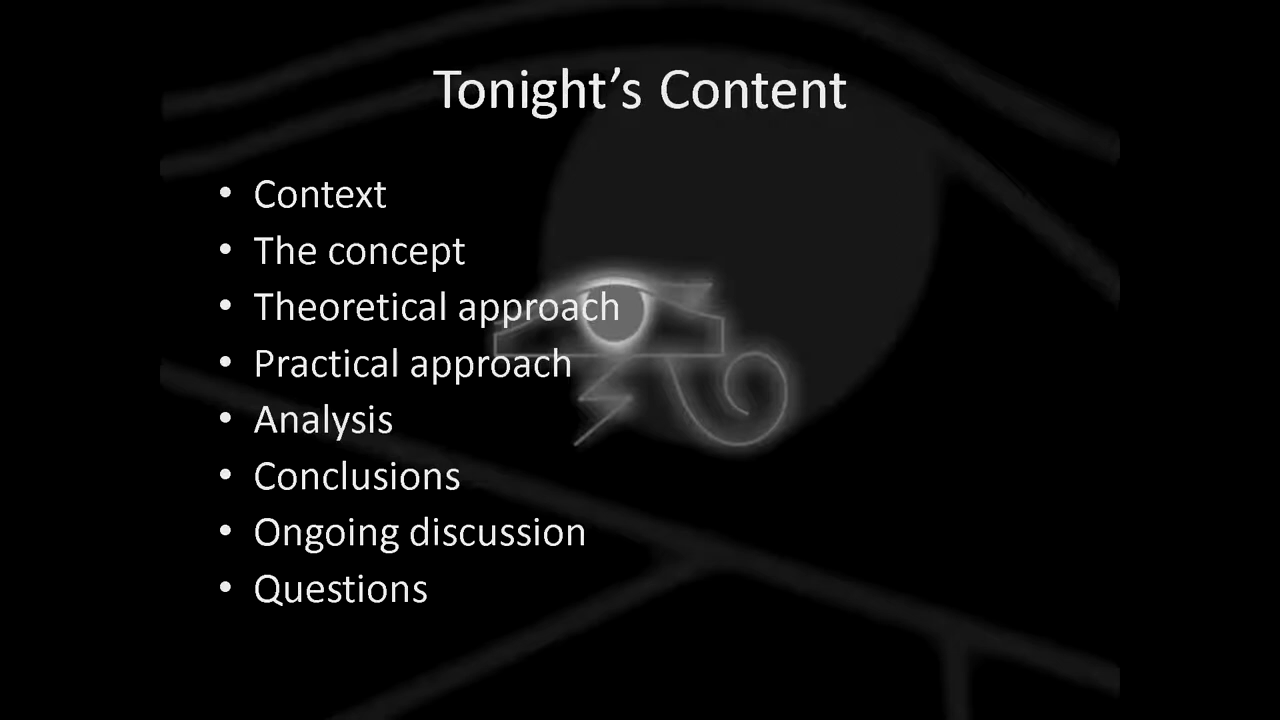 Tonight’s Content
• Context
• The concept
• Theoretical approach
• Practical approach
• Analysis
• Conclusions
• Ongoing discussion
• Questions